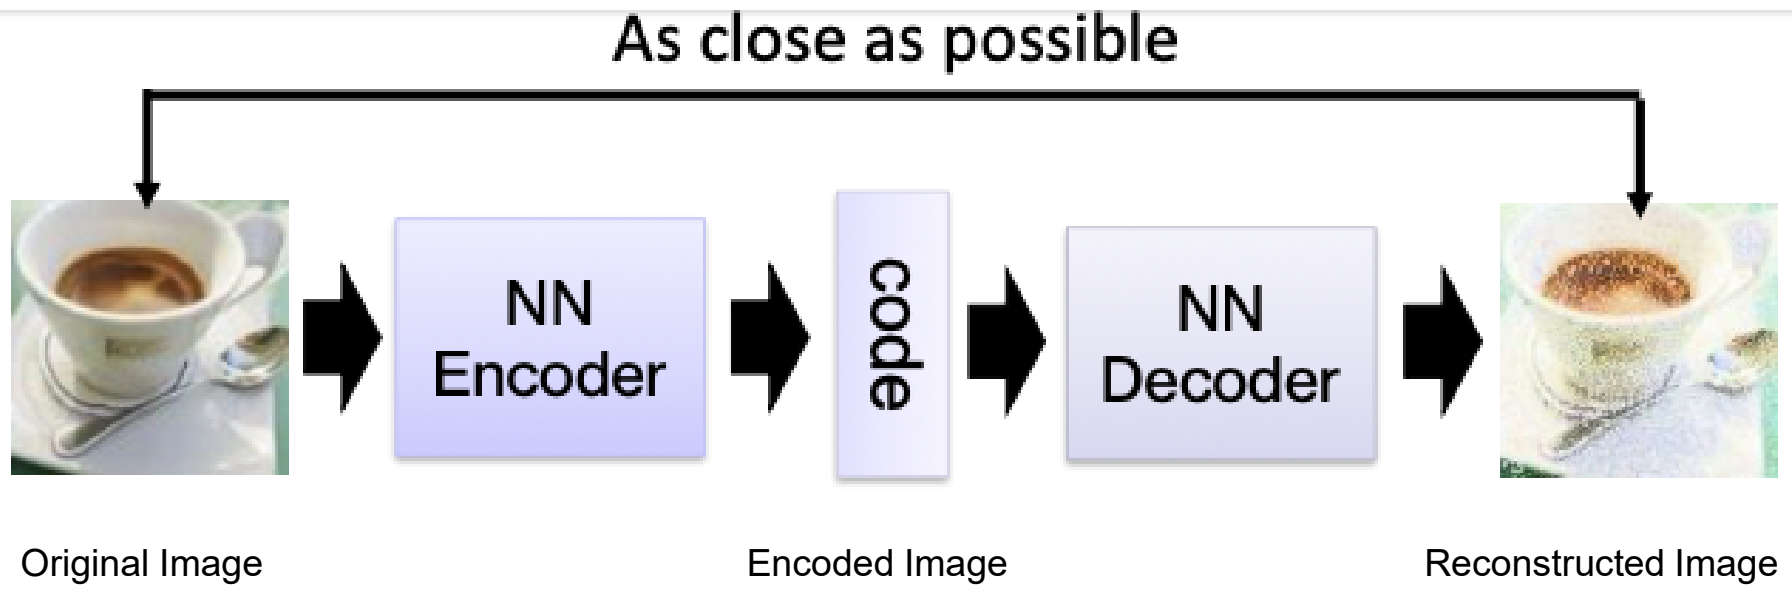 As close as possible
NN
Encoder
code
NN
Decoder
Original Image
Encoded Image
Reconstructed Image